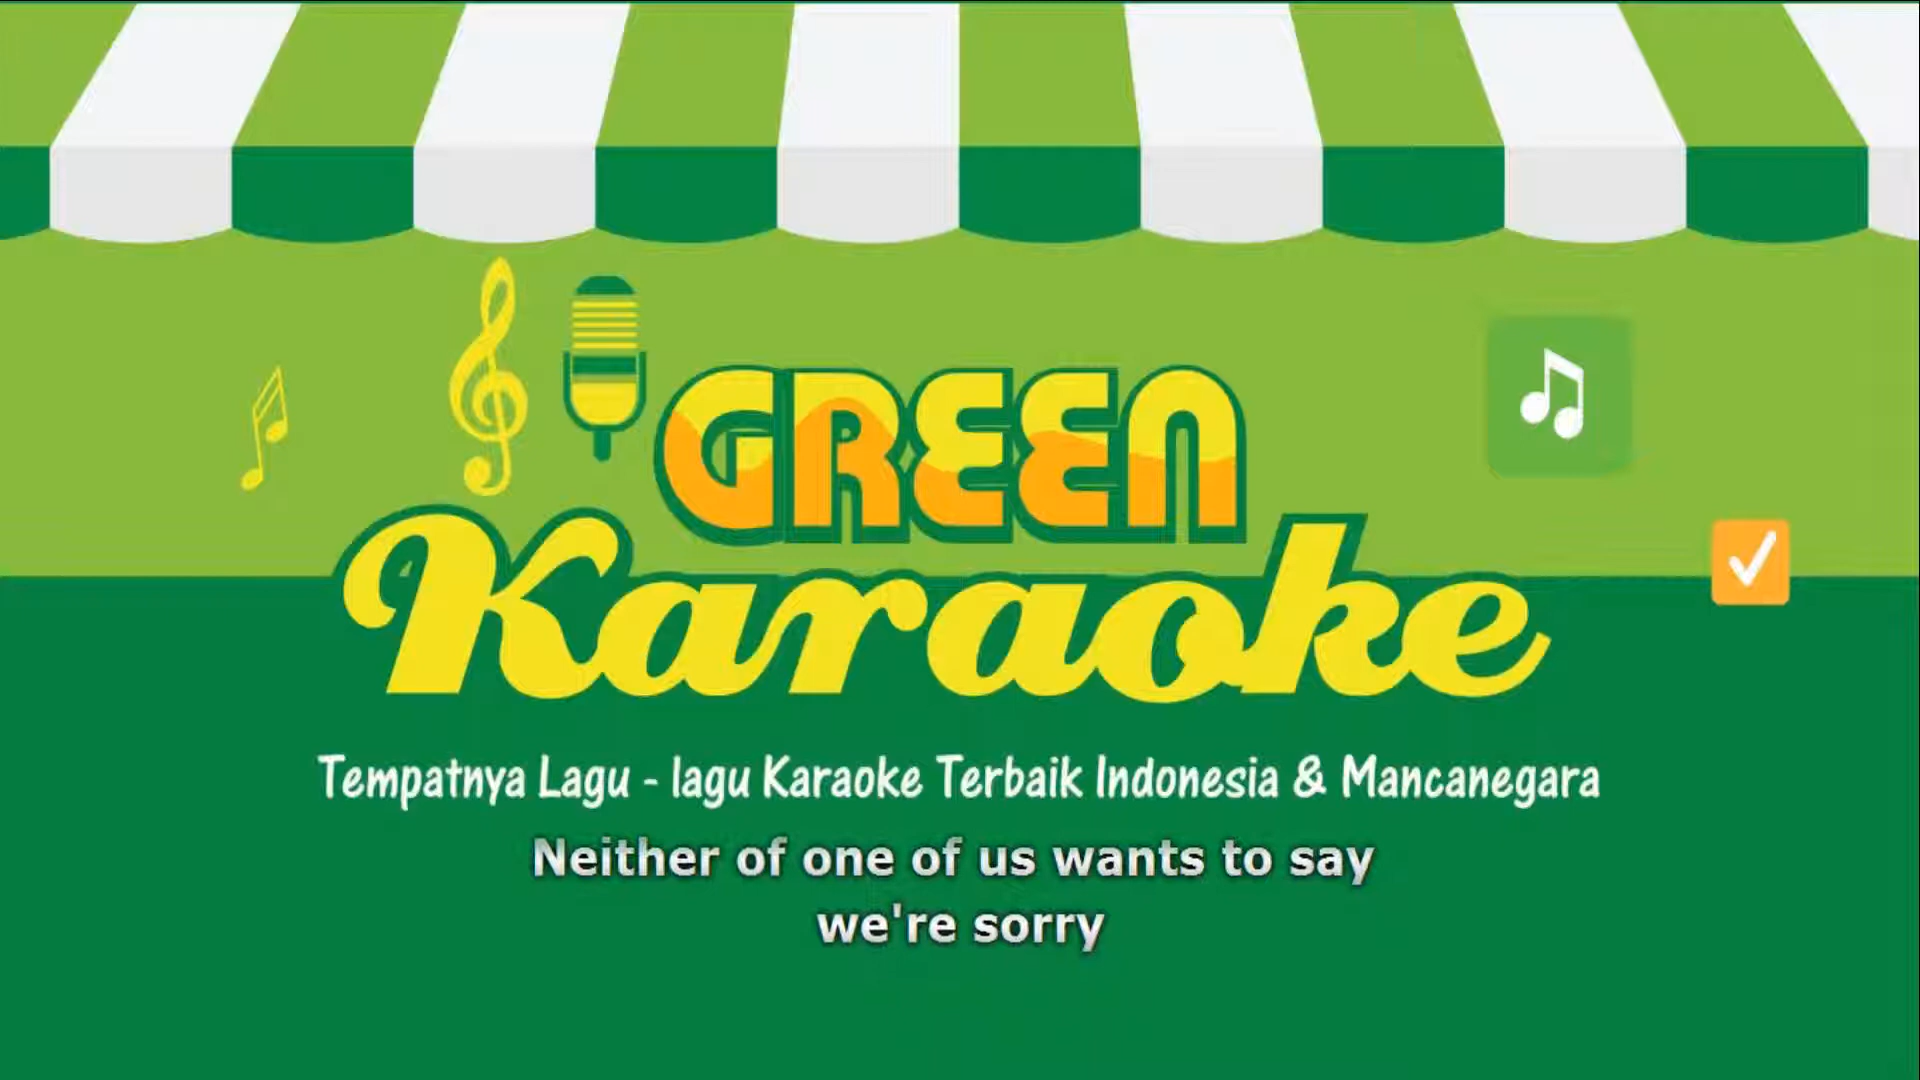 GREEN
Karaoke
Tempatnya Lagu - lagu Karaoke Terbaik Indonesia & Mancanegara
Neither of one of us wants to say
we're sorry